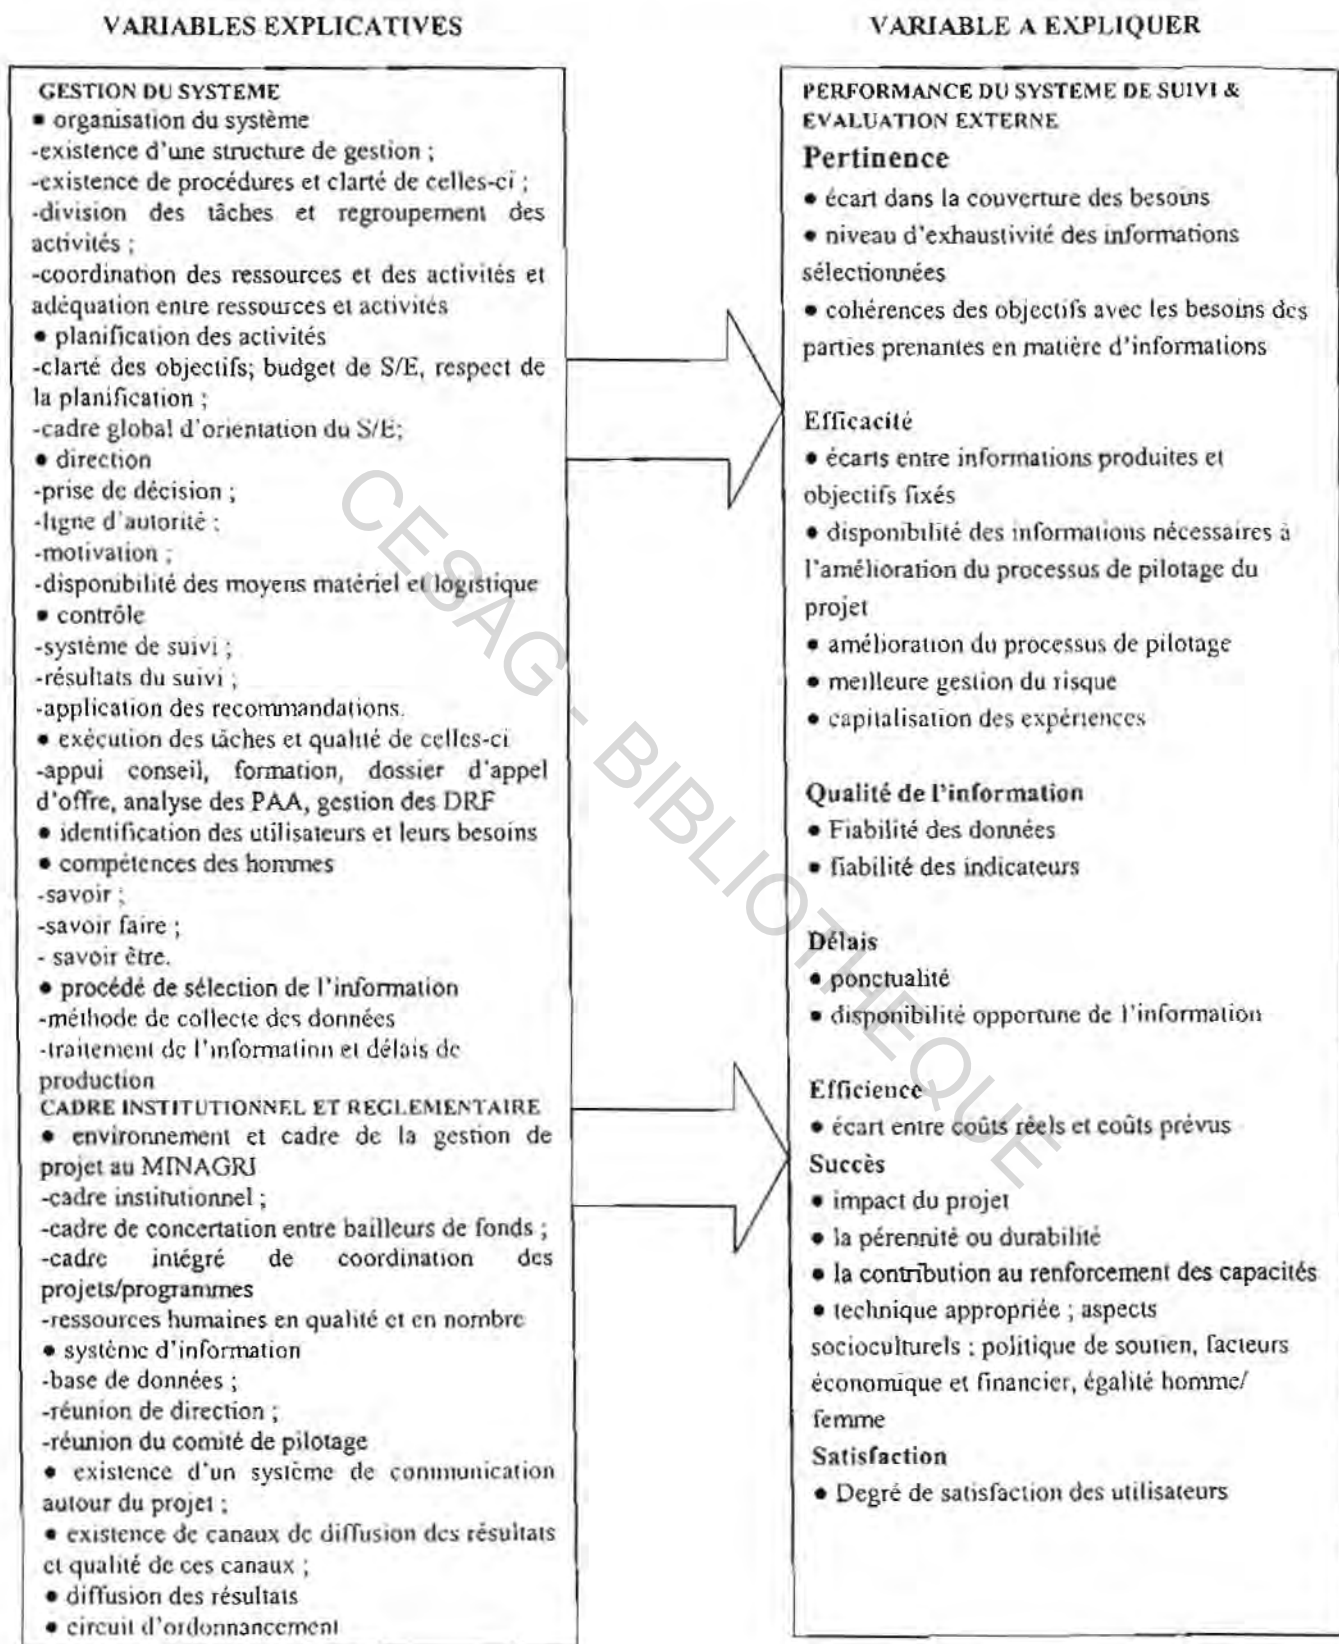 VARIABLES EXPLICATIVES
GESTION DU SYSTEME
• organisation du système
-existence d'une structure de gestion ;
-existence de procédures et clarté de celles-ci ;
-division des tâches et regroupement des
activités ;
-coordination des ressources et des activités et
adéquation entre ressources et activités
• planification des activités
-clarté des objectifs; budget de S/E, respect de
la planification ;
-cadre global d'orientation du S/E;
• direction
-prise de décision ;
-ligne d'autorité ;
-motivation ;
-disponibilité des moyens matériel et logistique
• contrôle
-système de suivi ;
-résultats du suivi ;
-application des recommandations.
• exécution des tâches et qualité de celles-ci
-appui conseil, formation, dossier d'appel
d'offre, analyse des PAA, gestion des DRF
• identification des utilisateurs et leurs besoins
• compétences des hommes
-savoir ;
-savoir faire ;
- savoir être.
• procédé de sélection de l'information
-méthode de collecte des données
-traitement de l'information et délais de
production
CADRE INSTITUTIONNEL ET REGLEMENTAIRE
• environnement et cadre de la gestion de
projet au MINAGRI
-cadre institutionnel ;
-cadre de concertation entre bailleurs de fonds ;
-cadre intégré de coordination des
projets/programmes
-ressources humaines en qualité et en nombre
• système d'information
-base de données ;
-réunion de direction ;
-réunion du comité de pilotage
• existence d'un système de communication
autour du projet ;
• existence de canaux de diffusion des résultats
et qualité de ces canaux ;
• diffusion des résultats
• circuit d'ordonnancement
VARIABLE A EXPLIQUER
PERFORMANCE DU SYSTEME DE SUIVI &
EVALUATION EXTERNE
Pertinence
• écart dans la couverture des besoins
• niveau d'exhaustivité des informations
sélectionnées
• cohérences des objectifs avec les besoins des
parties prenantes en matière d'informations
Efficacité
• écarts entre informations produites et
objectifs fixés
• disponibilité des informations nécessaires à
l'amélioration du processus de pilotage du
projet
• amélioration du processus de pilotage
• meilleure gestion du risque
• capitalisation des expériences
Qualité de l'information
• Fiabilité des données
• fiabilité des indicateurs
Délais
• ponctualité
• disponibilité opportune de l'information
Efficience
• écart entre coûts réels et coûts prévus
Succès
• impact du projet
• la pérennité ou durabilité
• la contribution au renforcement des capacités
• technique appropriée ; aspects
socioculturels ; politique de soutien, facteurs
économique et financier, égalité homme/
femme
Satisfaction
• Degré de satisfaction des utilisateurs
CESAG - BIBLIOTHEQUE